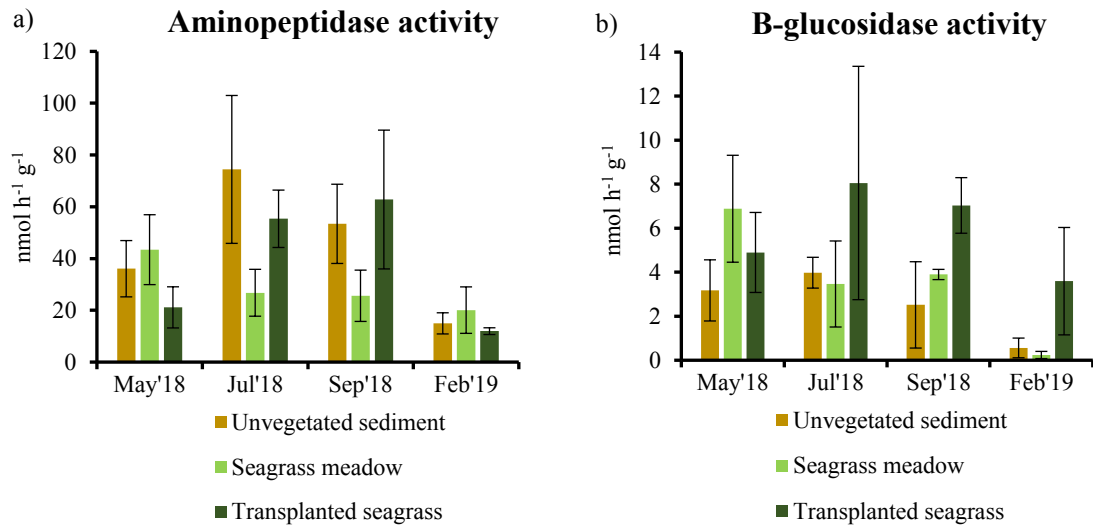 a)
Aminopeptidase activity
120
100
80
60
40
20
0
nmol h⁻¹ g⁻¹
May'18 Jul'18 Sep'18 Feb'19
Unvegetated sediment
Seagrass meadow
Transplanted seagrass
b)
B-glucosidase activity
14
12
10
8
6
4
2
0
nmol h⁻¹ g⁻¹
May'18 Jul'18 Sep'18 Feb'19
Unvegetated sediment
Seagrass meadow
Transplanted seagrass